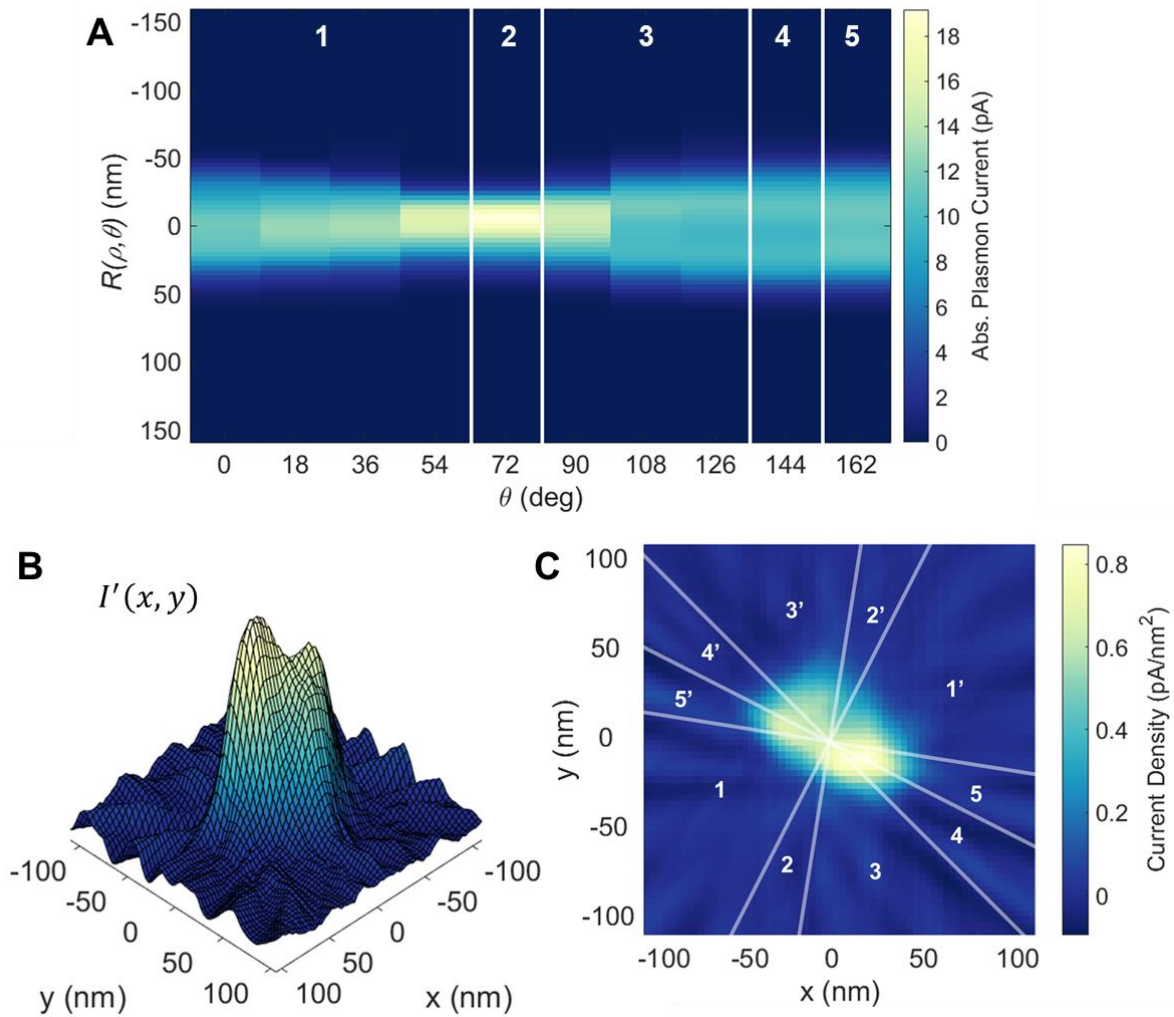 A
1 2 3 4 5
-150
-100
-50
0
50
100
150
R(ρ,θ) (nm)
0 18 36 54 72 90 108 126 144 162
θ (deg)
18
16
14
12
10
8
6
4
2
0
Abs. Plasmon Current (pA)
B
I′(x, y)
-100
-50
0
50
100
y (nm)
-100
-50
0
50
100
x (nm)
C
100
50
0
-50
-100
y (nm)
3’ 2’
4’
5’ 1’
1 5
4
2 3
-100 -50 0 50 100
x (nm)
0.8
0.6
0.4
0.2
0
Current Density (pA/nm²)